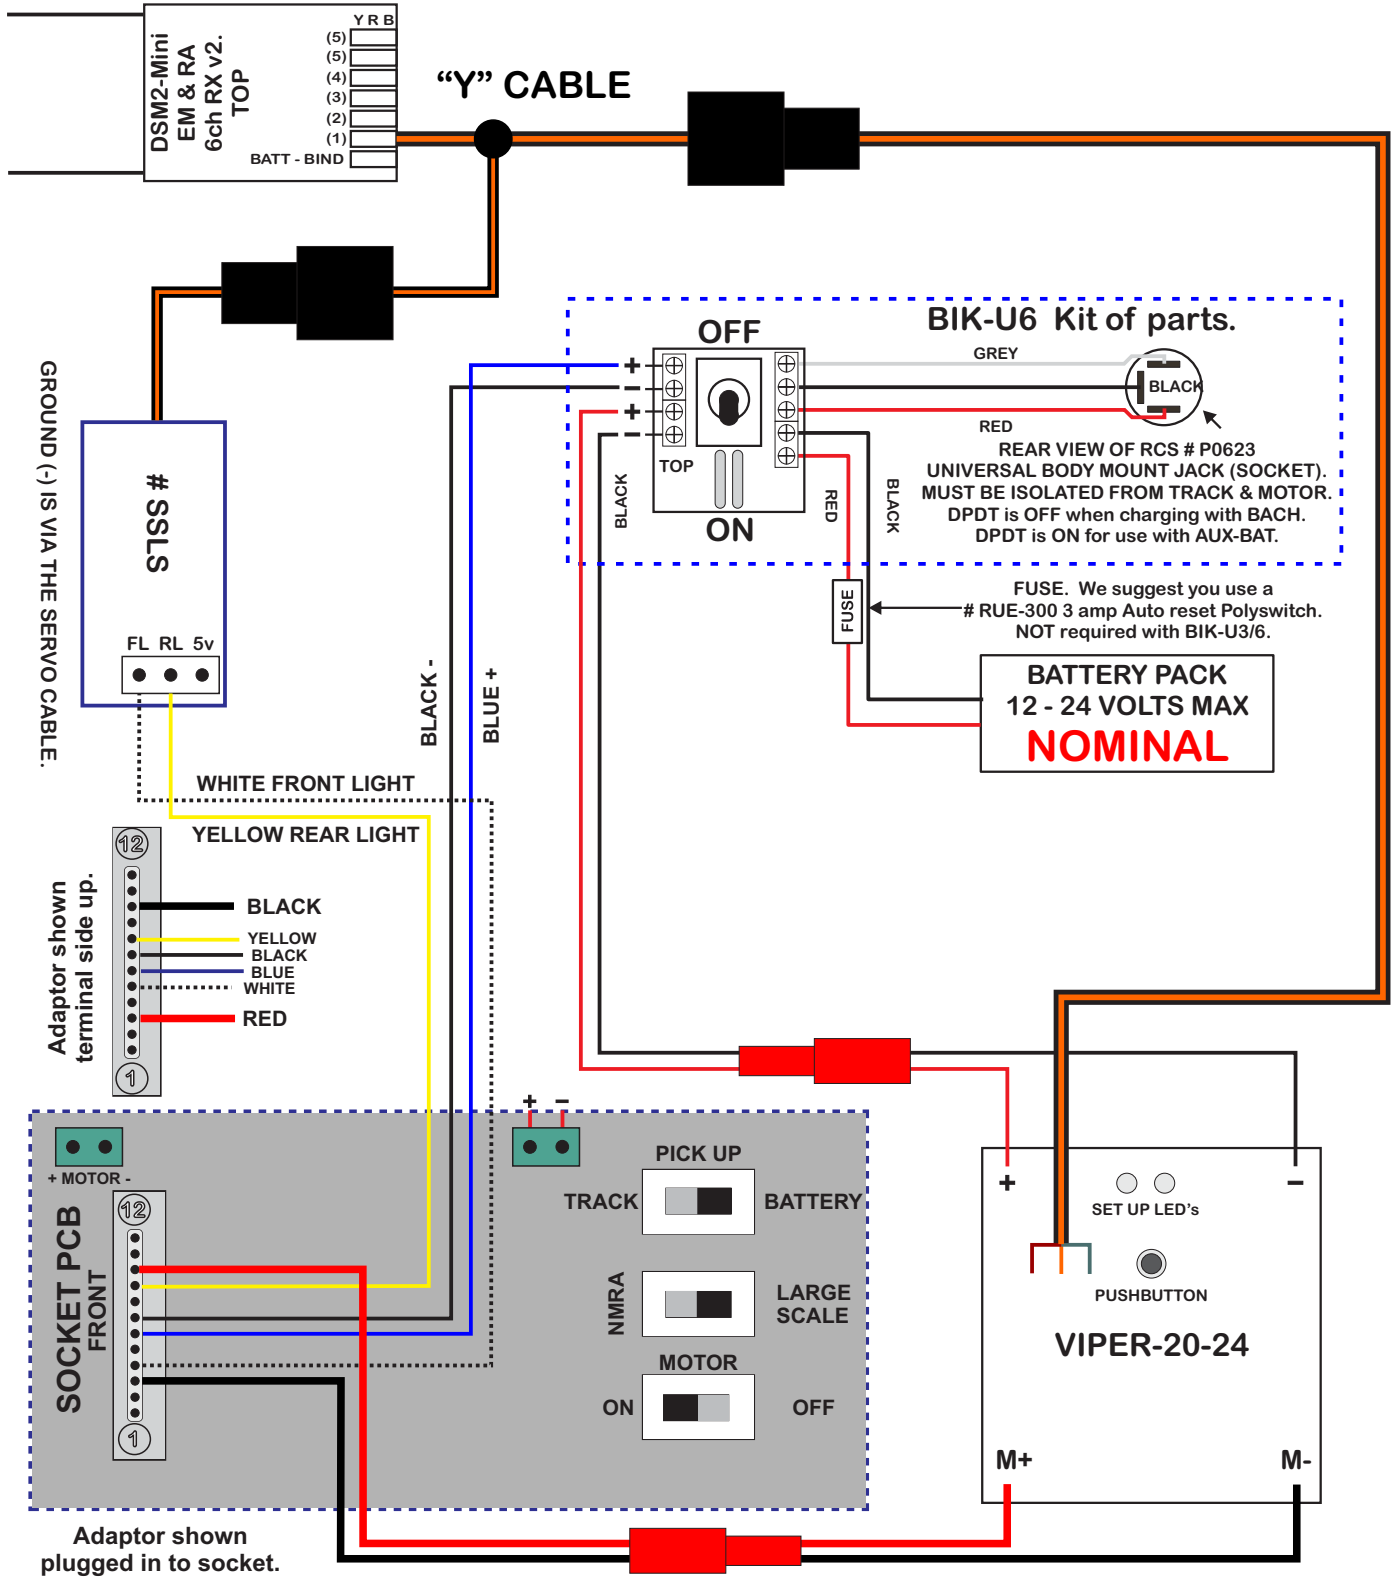 DSM2-Mini
EM & RA
6ch RX v2.
TOP
Y R B
(5)
(5)
(4)
(3)
(2)
(1)
BATT - BIND
“Y” CABLE
GROUND (-) IS VIA THE SERVO CABLE.
# SSLS
FL RL 5v
BIK-U6 Kit of parts.
OFF
+
−
+
−
TOP
ON
GREY
BLACK
RED
BLACK
RED
BLACK
REAR VIEW OF RCS # P0623
UNIVERSAL BODY MOUNT JACK (SOCKET).
MUST BE ISOLATED FROM TRACK & MOTOR.
DPDT is OFF when charging with BACH.
DPDT is ON for use with AUX-BAT.
FUSE
FUSE. We suggest you use a
# RUE-300 3 amp Auto reset Polyswitch.
NOT required with BIK-U3/6.
BATTERY PACK
12 - 24 VOLTS MAX
NOMINAL
BLACK -
BLUE +
WHITE FRONT LIGHT
YELLOW REAR LIGHT
Adaptor shown
terminal side up.
12
BLACK
YELLOW
BLACK
BLUE
WHITE
RED
1
+ MOTOR -
+ −
SOCKET PCB
FRONT
12
1
PICK UP
TRACK
BATTERY
NMRA
LARGE
SCALE
MOTOR
ON
OFF
Adaptor shown
plugged in to socket.
+
−
SET UP LED's
PUSHBUTTON
VIPER-20-24
M+
M-